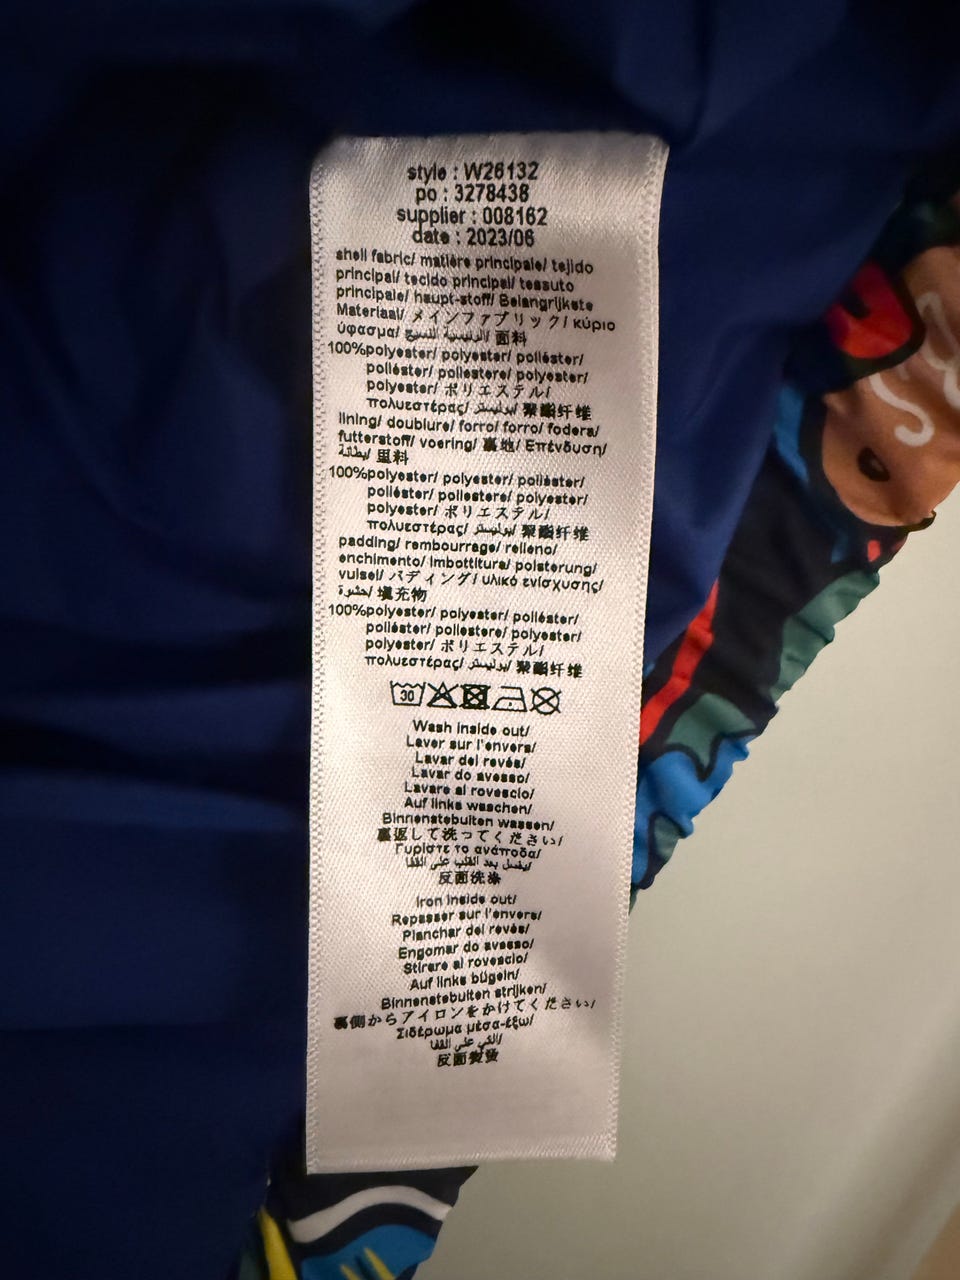 style : W26132
po : 3278438
supplier : 008162
date : 2023/06
shell fabric/ matière principale/ tejido
principal/ tecido principal/ tessuto
principale/ haupt-stoff/ Belangrijkste
Materiaal/ メインファブリック/ κύριο
ύφασμα/ الرئيسية النسيج/ 面料
100%polyester/ polyester/ poliéster/
poliéster/ poliestere/ polyester/
polyester/ ポリエステル/
πολυεστέρας/ بوليستر/ 聚酯纤维
lining/ doublure/ forro/ forro/ fodera/
futterstoff/ voering/ 裏地/ Επένδυση/
بطانة/ 里料
100%polyester/ polyester/ poliéster/
poliéster/ poliestere/ polyester/
polyester/ ポリエステル/
πολυεστέρας/ بوليستر/ 聚酯纤维
padding/ rembourrage/ relleno/
enchimento/ imbottitura/ polsterung/
vulsel/ パディング/ υλικό ενίσχυσης/
حشوة/ 填充物
100%polyester/ polyester/ poliéster/
poliéster/ poliestere/ polyester/
polyester/ ポリエステル/
πολυεστέρας/ بوليستر/ 聚酯纤维
30
Wash inside out/
Laver sur l'envers/
Lavar del revés/
Lavar do avesso/
Lavare al rovescio/
Auf links waschen/
Binnenstebuiten wassen/
裏返して洗ってください/
Γυρίστε το ανάποδα/
يغسل بعد القلب على القفا/
反面洗涤
Iron inside out/
Repasser sur l'envers/
Planchar del revés/
Engomar do avesso/
Stirare al rovescio/
Auf links bügeln/
Binnenstebuiten strijken/
裏側からアイロンをかけてください/
Σιδέρωμα μέσα-έξω/
الكي على القفا/
反面熨烫